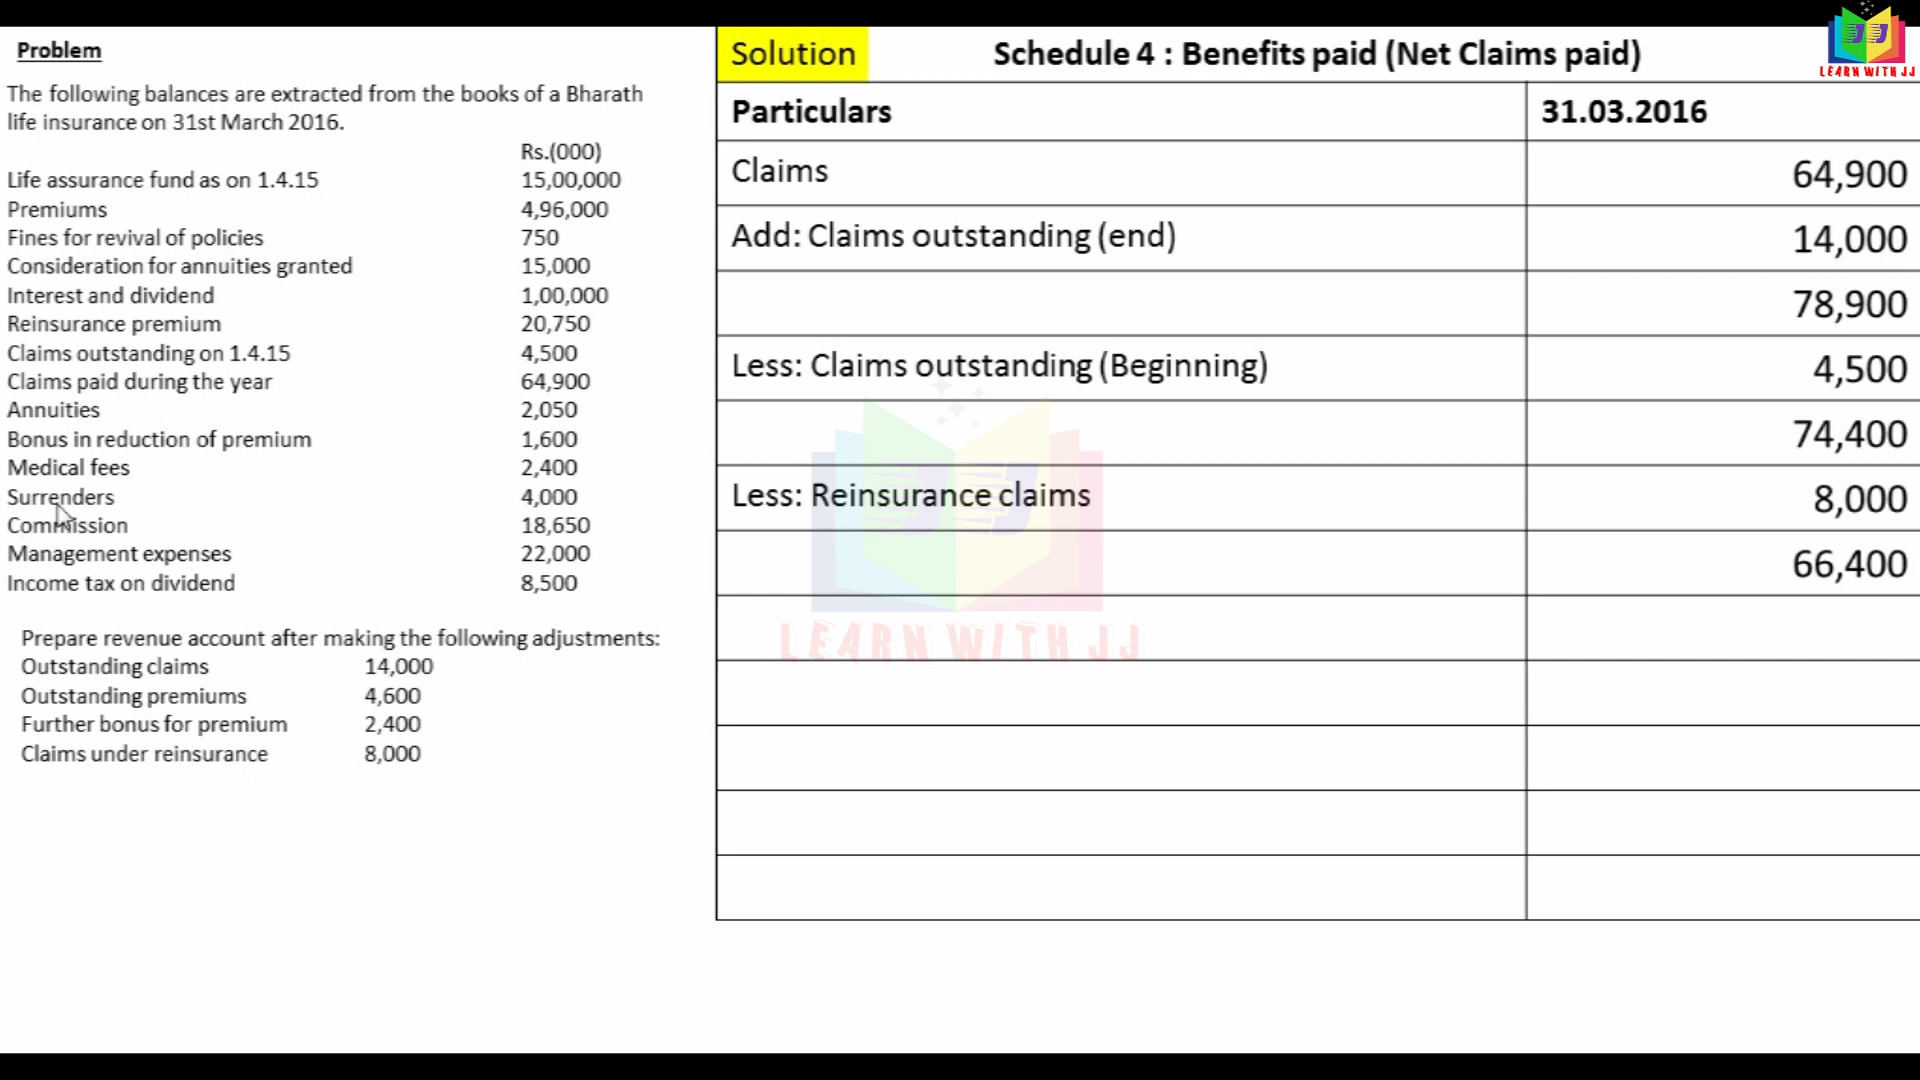 Problem
The following balances are extracted from the books of a Bharath
life insurance on 31st March 2016.
Rs.(000)
Life assurance fund as on 1.4.15 15,00,000
Premiums 4,96,000
Fines for revival of policies 750
Consideration for annuities granted 15,000
Interest and dividend 1,00,000
Reinsurance premium 20,750
Claims outstanding on 1.4.15 4,500
Claims paid during the year 64,900
Annuities 2,050
Bonus in reduction of premium 1,600
Medical fees 2,400
Surrenders 4,000
Commission 18,650
Management expenses 22,000
Income tax on dividend 8,500
Prepare revenue account after making the following adjustments:
Outstanding claims 14,000
Outstanding premiums 4,600
Further bonus for premium 2,400
Claims under reinsurance 8,000
Solution Schedule 4 : Benefits paid (Net Claims paid)
Particulars 31.03.2016
Claims 64,900
Add: Claims outstanding (end) 14,000
78,900
Less: Claims outstanding (Beginning) 4,500
74,400
Less: Reinsurance claims 8,000
66,400
JJ
LEARN WITH JJ
JJ
LEARN WITH JJ